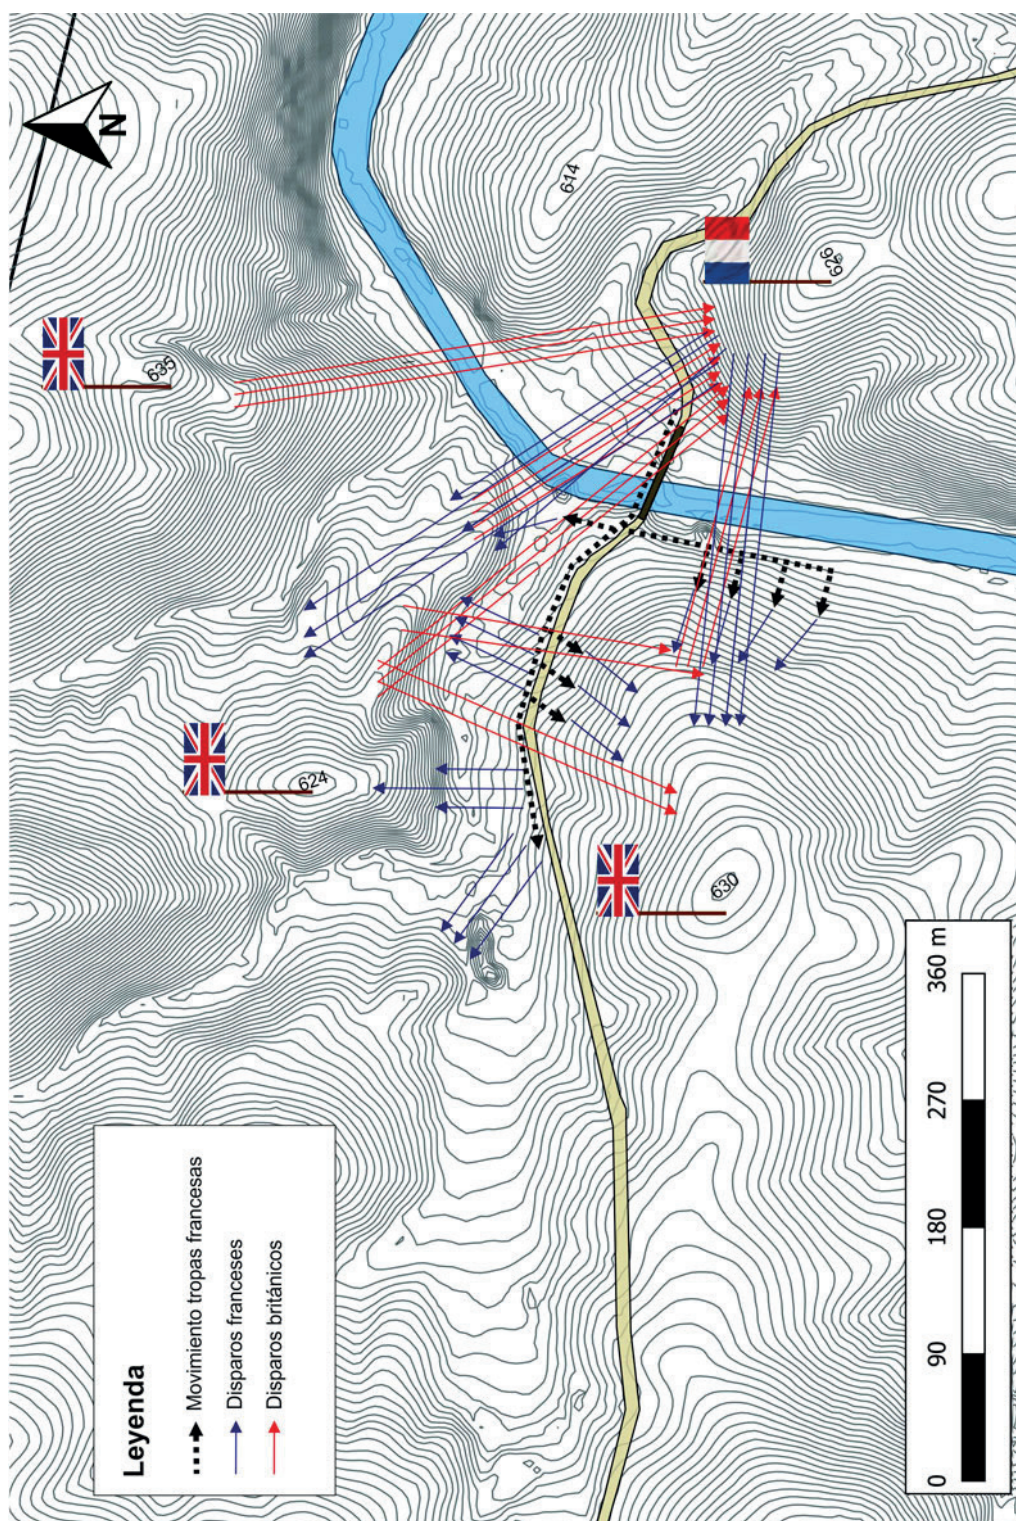 N
635
614
626
624
630
Leyenda
Movimiento tropas francesas
Disparos franceses
Disparos británicos
0 90 180 270 360 m